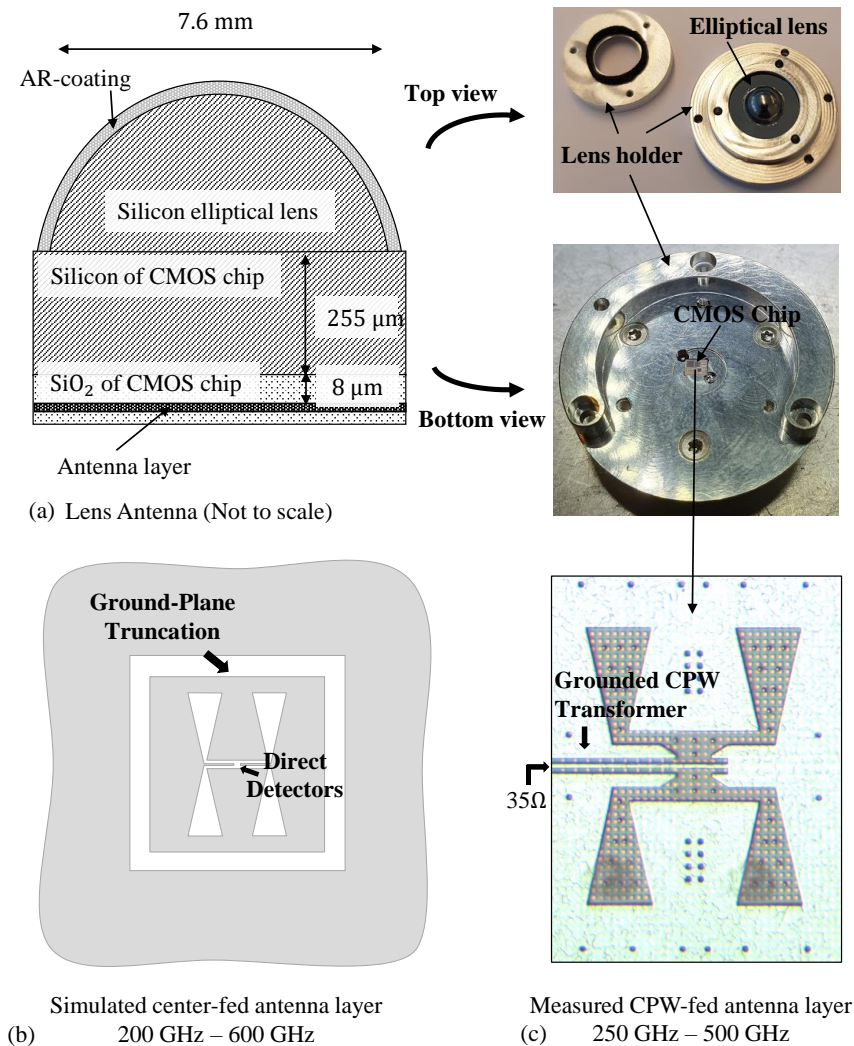 7.6 mm
AR-coating
Silicon elliptical lens
Silicon of CMOS chip
255 μm
SiO₂ of CMOS chip
8 μm
Antenna layer
(a) Lens Antenna (Not to scale)
Top view
Bottom view
Elliptical lens
Lens holder
CMOS Chip
Ground-Plane
Truncation
Direct
Detectors
Simulated center-fed antenna layer
(b) 200 GHz – 600 GHz
Grounded CPW
Transformer
35Ω
Measured CPW-fed antenna layer
(c) 250 GHz – 500 GHz